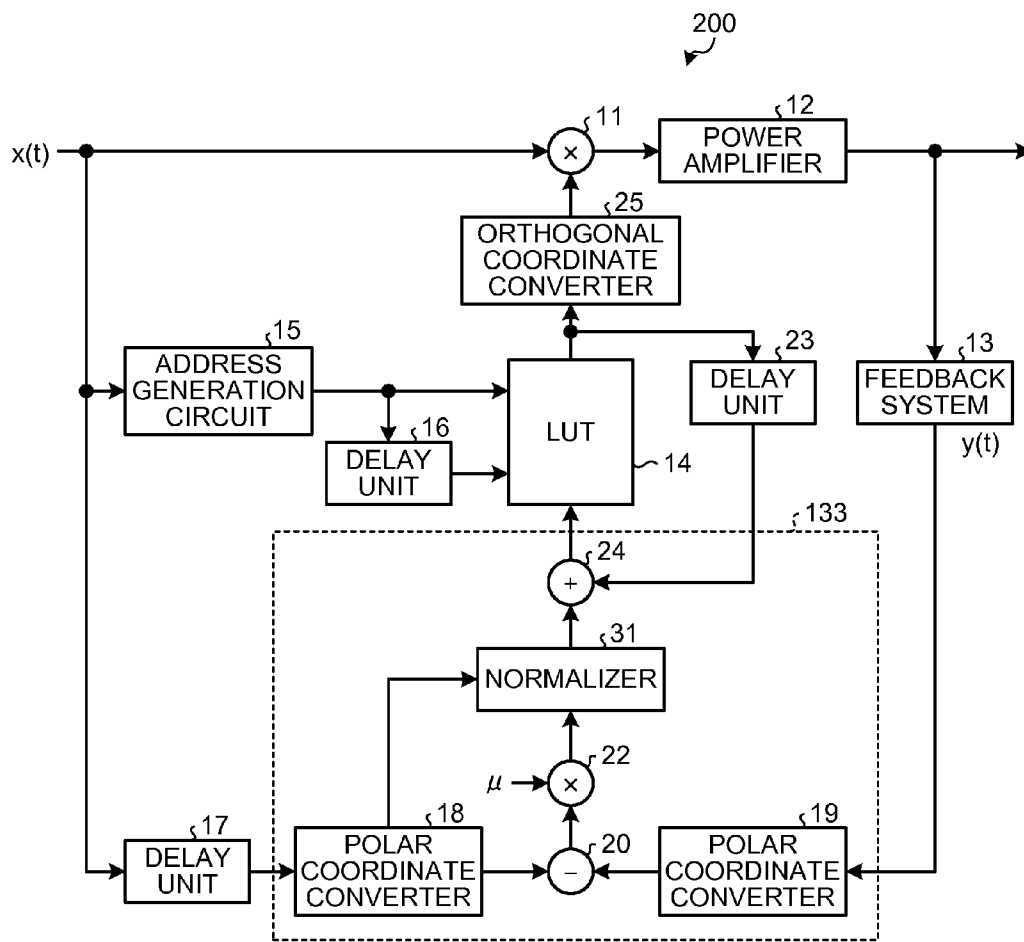 200
x(t)
11
×
12
POWER
AMPLIFIER
25
ORTHOGONAL
COORDINATE
CONVERTER
15
ADDRESS
GENERATION
CIRCUIT
16
DELAY
UNIT
LUT
14
23
DELAY
UNIT
13
FEEDBACK
SYSTEM
y(t)
133
24
+
31
NORMALIZER
22
μ
×
17
DELAY
UNIT
18
POLAR
COORDINATE
CONVERTER
20
−
19
POLAR
COORDINATE
CONVERTER